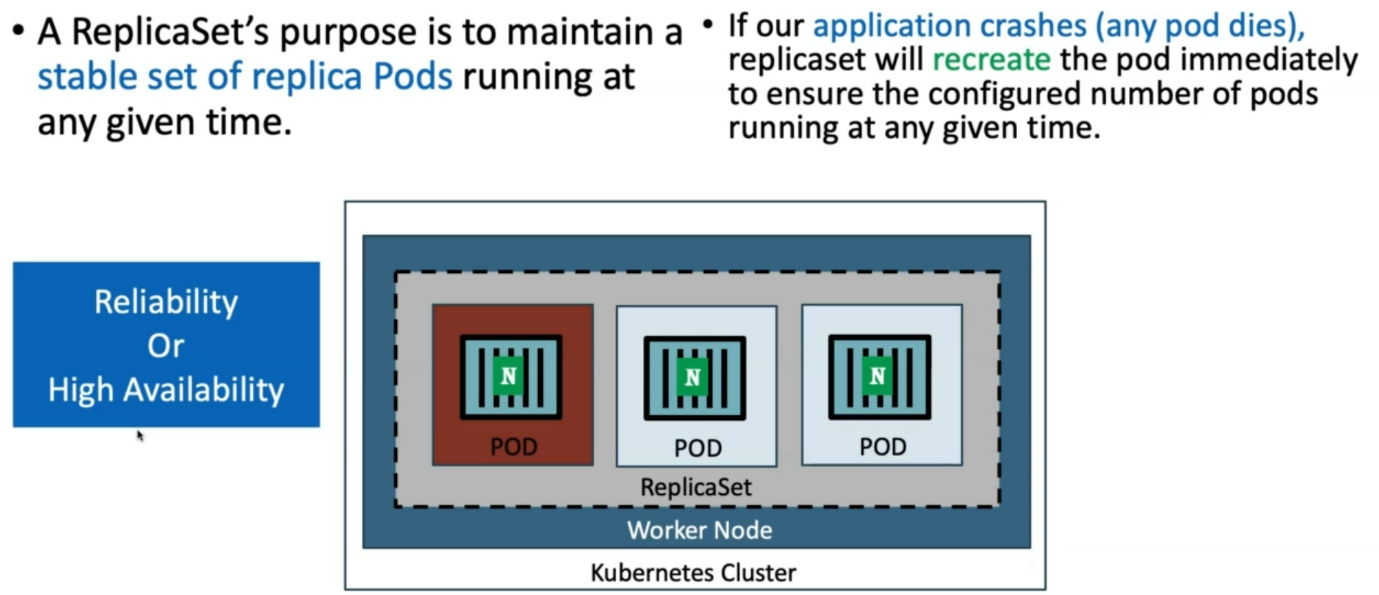 • A ReplicaSet’s purpose is to maintain a
stable set of replica Pods running at
any given time.
• If our application crashes (any pod dies),
replicaset will recreate the pod immediately
to ensure the configured number of pods
running at any given time.
Reliability
Or
High Availability
N
N
N
POD
POD
POD
ReplicaSet
Worker Node
Kubernetes Cluster